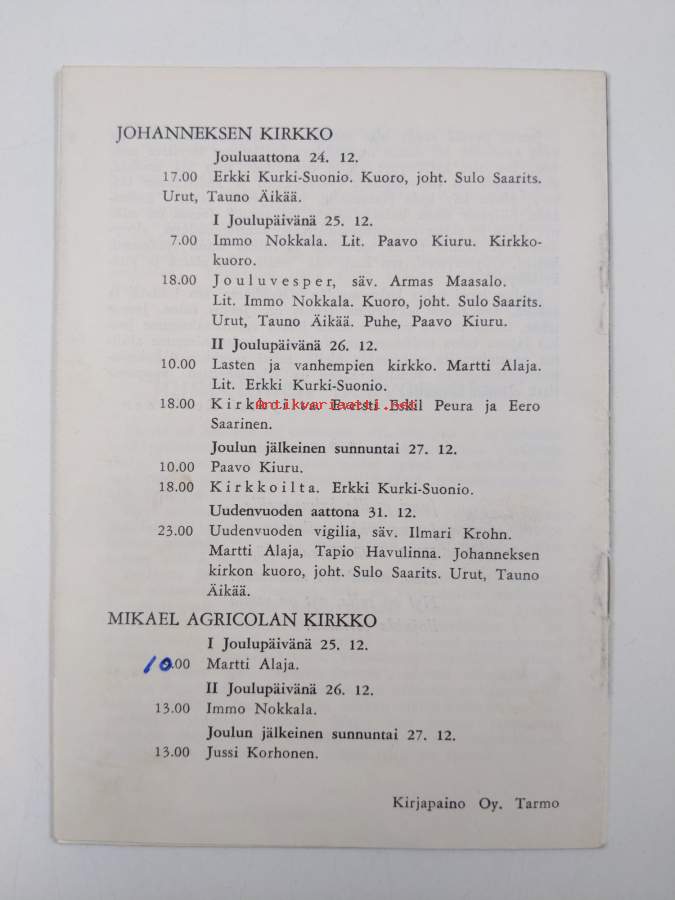 JOHANNEKSEN KIRKKO
Jouluaattona 24. 12.
17.00 Erkki Kurki-Suonio. Kuoro, joht. Sulo Saarits.
Urut, Tauno Äikää.
I Joulupäivänä 25. 12.
7.00 Immo Nokkala. Lit. Paavo Kiuru. Kirkko-
kuoro.
18.00 Jouluvesper, säv. Armas Maasalo.
Lit. Immo Nokkala. Kuoro, joht. Sulo Saarits.
Urut, Tauno Äikää. Puhe, Paavo Kiuru.
II Joulupäivänä 26. 12.
10.00 Lasten ja vanhempien kirkko. Martti Alaja.
Lit. Erkki Kurki-Suonio.
18.00 Kirkkoilta. Eskil Peura ja Eero
Antikvariaatti.net
Saarinen.
Joulun jälkeinen sunnuntai 27. 12.
10.00 Paavo Kiuru.
18.00 Kirkkoilta. Erkki Kurki-Suonio.
Uudenvuoden aattona 31. 12.
23.00 Uudenvuoden vigilia, säv. Ilmari Krohn.
Martti Alaja, Tapio Havulinna. Johanneksen
kirkon kuoro, joht. Sulo Saarits. Urut, Tauno
Äikää.
MIKAEL AGRICOLAN KIRKKO
I Joulupäivänä 25. 12.
10.00 Martti Alaja.
II Joulupäivänä 26. 12.
13.00 Immo Nokkala.
Joulun jälkeinen sunnuntai 27. 12.
13.00 Jussi Korhonen.
Kirjapaino Oy. Tarmo